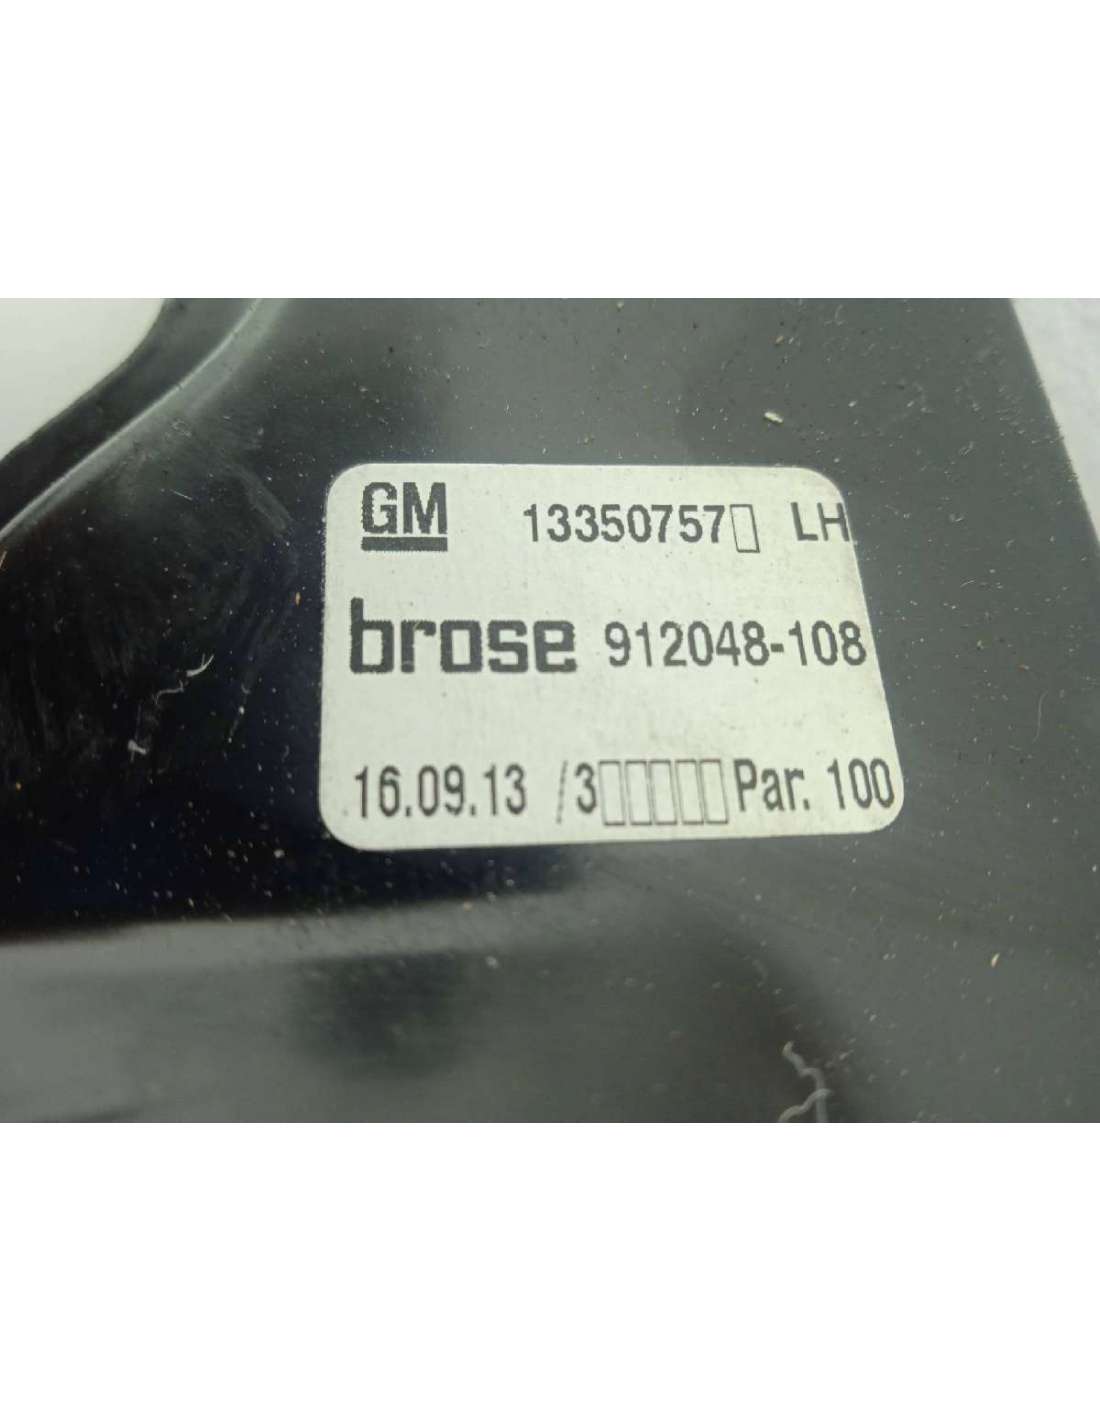 GM 13350757▯ LH
brose 912048-108
16.09.13 /3▯▯▯▯▯Par. 100